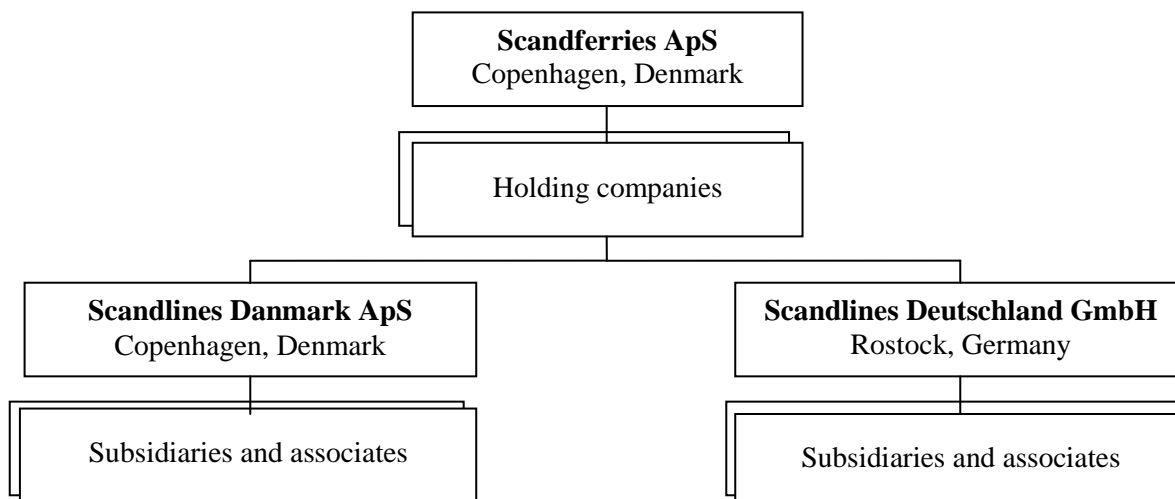 Scandferries ApS
Copenhagen, Denmark
Holding companies
Scandlines Danmark ApS
Copenhagen, Denmark
Scandlines Deutschland GmbH
Rostock, Germany
Subsidiaries and associates
Subsidiaries and associates